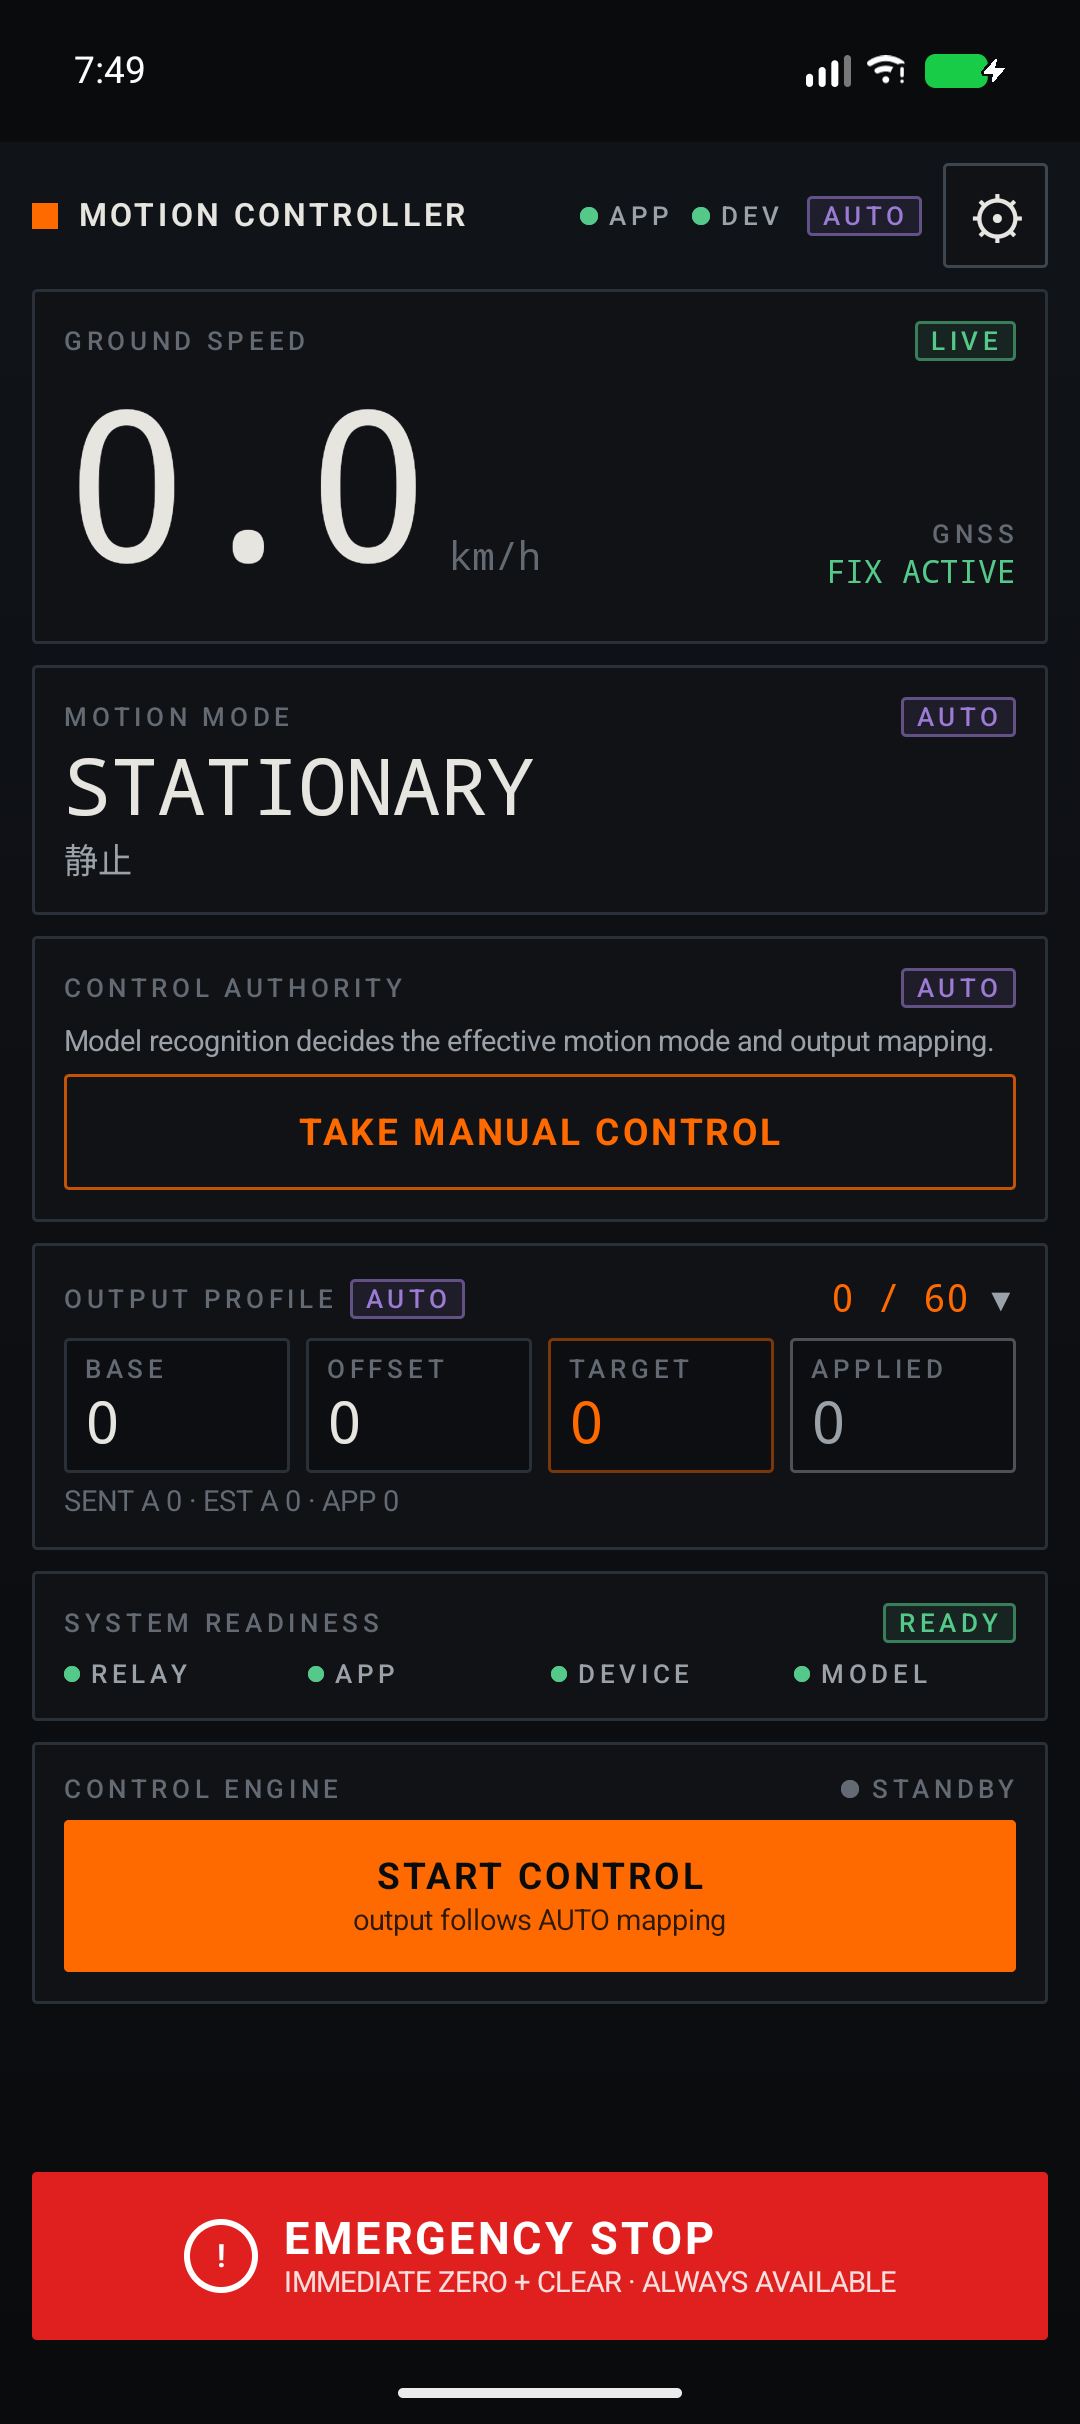 7:49
MOTION CONTROLLER
APP
DEV
AUTO
GROUND SPEED
LIVE
0.0 km/h
GNSS
FIX ACTIVE
MOTION MODE
AUTO
STATIONARY
静止
CONTROL AUTHORITY
AUTO
Model recognition decides the effective motion mode and output mapping.
TAKE MANUAL CONTROL
OUTPUT PROFILE
AUTO
0 / 60 ▼
BASE
0
OFFSET
0
TARGET
0
APPLIED
0
SENT A 0 · EST A 0 · APP 0
SYSTEM READINESS
READY
RELAY
APP
DEVICE
MODEL
CONTROL ENGINE
STANDBY
START CONTROL
output follows AUTO mapping
!
EMERGENCY STOP
IMMEDIATE ZERO + CLEAR · ALWAYS AVAILABLE